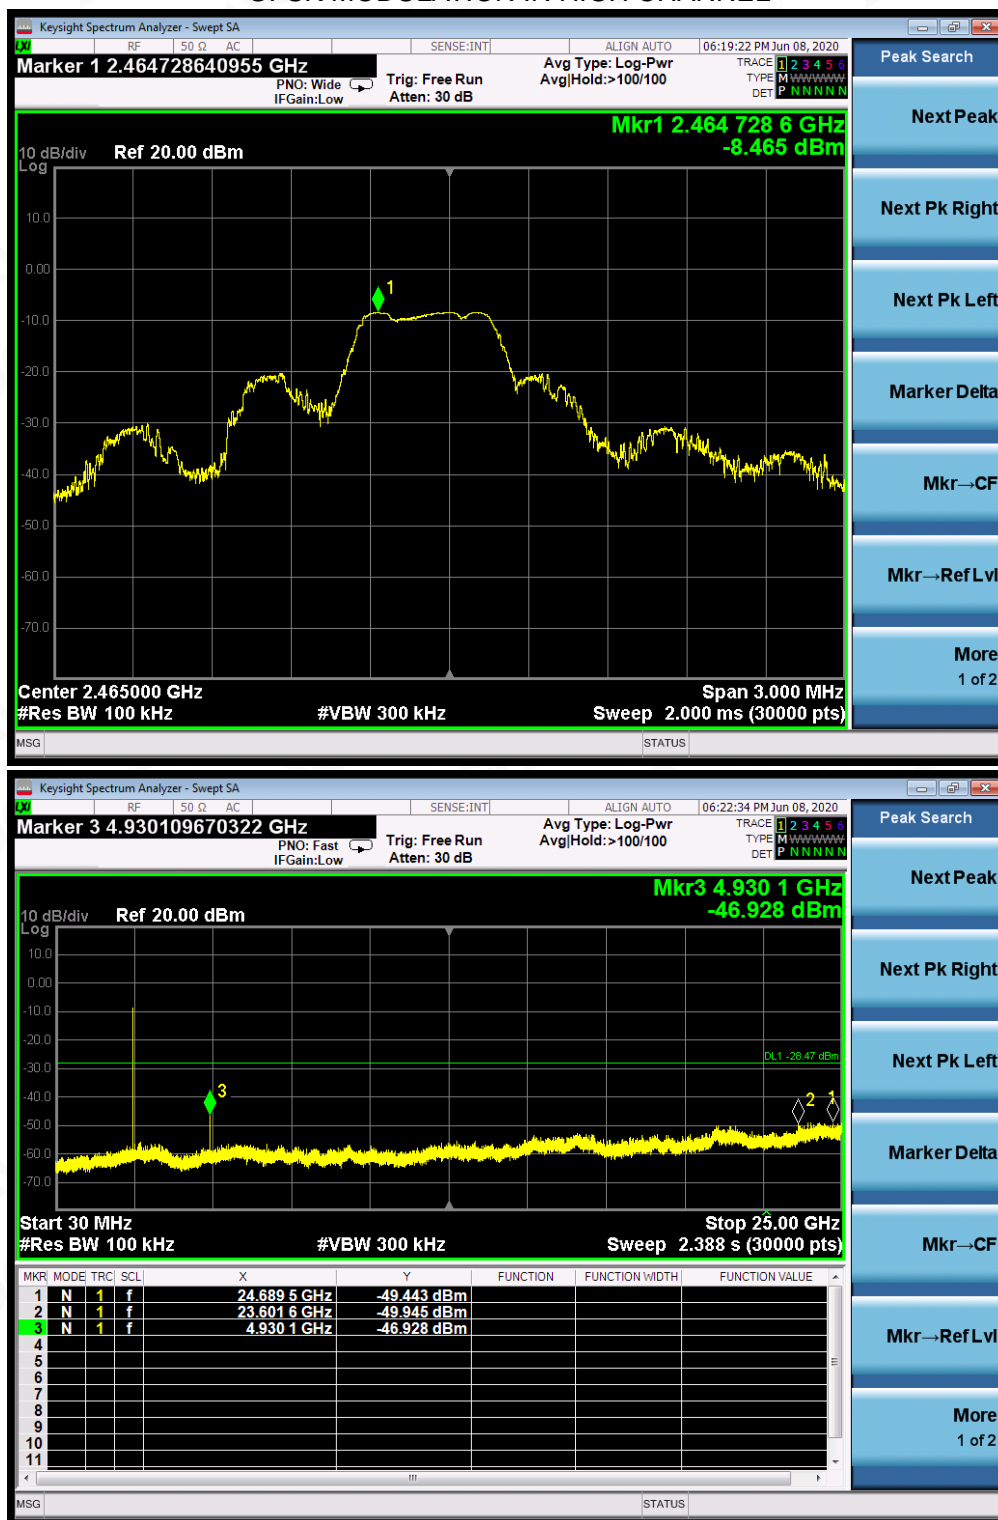 Keysight Spectrum Analyzer - Swept SA
LXI RF 50 Ω AC SENSE:INT ALIGN AUTO 06:19:22 PM Jun 08, 2020
Marker 1 2.464728640955 GHz
PNO: Wide
IFGain:Low
Trig: Free Run
Atten: 30 dB
Avg Type: Log-Pwr
Avg|Hold:>100/100
TRACE 1 2 3 4 5 6
TYPE M WWWWW
DET P N N N N N
Mkr1 2.464 728 6 GHz
-8.465 dBm
10 dB/div Ref 20.00 dBm
Log
10.0
0.00
1
-10.0
-20.0
-30.0
-40.0
-50.0
-60.0
-70.0
Center 2.465000 GHz Span 3.000 MHz
#Res BW 100 kHz #VBW 300 kHz Sweep 2.000 ms (30000 pts)
MSG STATUS
Peak Search
Next Peak
Next Pk Right
Next Pk Left
Marker Delta
Mkr→CF
Mkr→Ref Lvl
More
1 of 2
Keysight Spectrum Analyzer - Swept SA
LXI RF 50 Ω AC SENSE:INT ALIGN AUTO 06:22:34 PM Jun 08, 2020
Marker 3 4.930109670322 GHz
PNO: Fast
IFGain:Low
Trig: Free Run
Atten: 30 dB
Avg Type: Log-Pwr
Avg|Hold:>100/100
TRACE 1 2 3 4 5 6
TYPE M WWWWW
DET P N N N N N
Mkr3 4.930 1 GHz
-46.928 dBm
10 dB/div Ref 20.00 dBm
Log
10.0
0.00
-10.0
-20.0
DL1 -28.47 dBm
-30.0
-40.0
3
2
1
-50.0
-60.0
-70.0
Start 30 MHz Stop 25.00 GHz
#Res BW 100 kHz #VBW 300 kHz Sweep 2.388 s (30000 pts)
MKR MODE TRC SCL X Y FUNCTION FUNCTION WIDTH FUNCTION VALUE
1 N 1 f 24.689 5 GHz -49.443 dBm
2 N 1 f 23.601 6 GHz -49.945 dBm
3 N 1 f 4.930 1 GHz -46.928 dBm
4
5
6
7
8
9
10
11
MSG STATUS
Peak Search
Next Peak
Next Pk Right
Next Pk Left
Marker Delta
Mkr→CF
Mkr→Ref Lvl
More
1 of 2